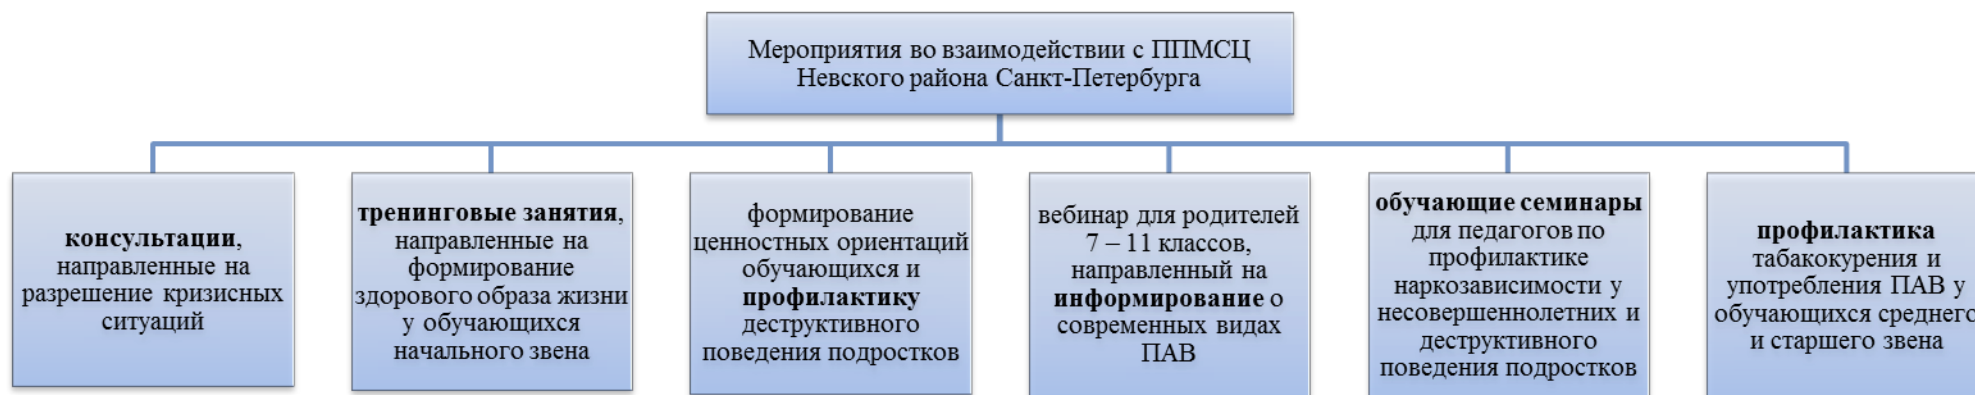 Мероприятия во взаимодействии с ППМСЦ
Невского района Санкт-Петербурга
консультации,
направленные на
разрешение кризисных
ситуаций
тренинговые занятия,
направленные на
формирование
здорового образа жизни
у обучающихся
начального звена
формирование
ценностных ориентаций
обучающихся и
профилактику
деструктивного
поведения подростков
вебинар для родителей
7 – 11 классов,
направленный на
информирование о
современных видах
ПАВ
обучающие семинары
для педагогов по
профилактике
наркозависимости у
несовершеннолетних и
деструктивного
поведения подростков
профилактика
табакокурения и
употребления ПАВ у
обучающихся среднего
и старшего звена